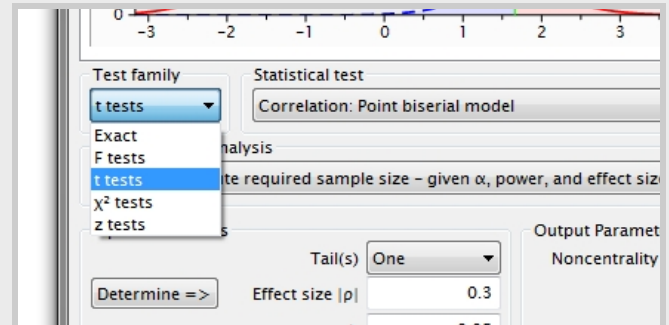 0
-3 -2 -1 0 1 2 3
Test family
Statistical test
t tests
Correlation: Point biserial model
Exact
F tests
t tests
χ² tests
z tests
nalysis
te required sample size – given α, power, and effect size
Output Paramet
Tail(s) One
Noncentrality
Determine =>
Effect size |ρ| 0.3